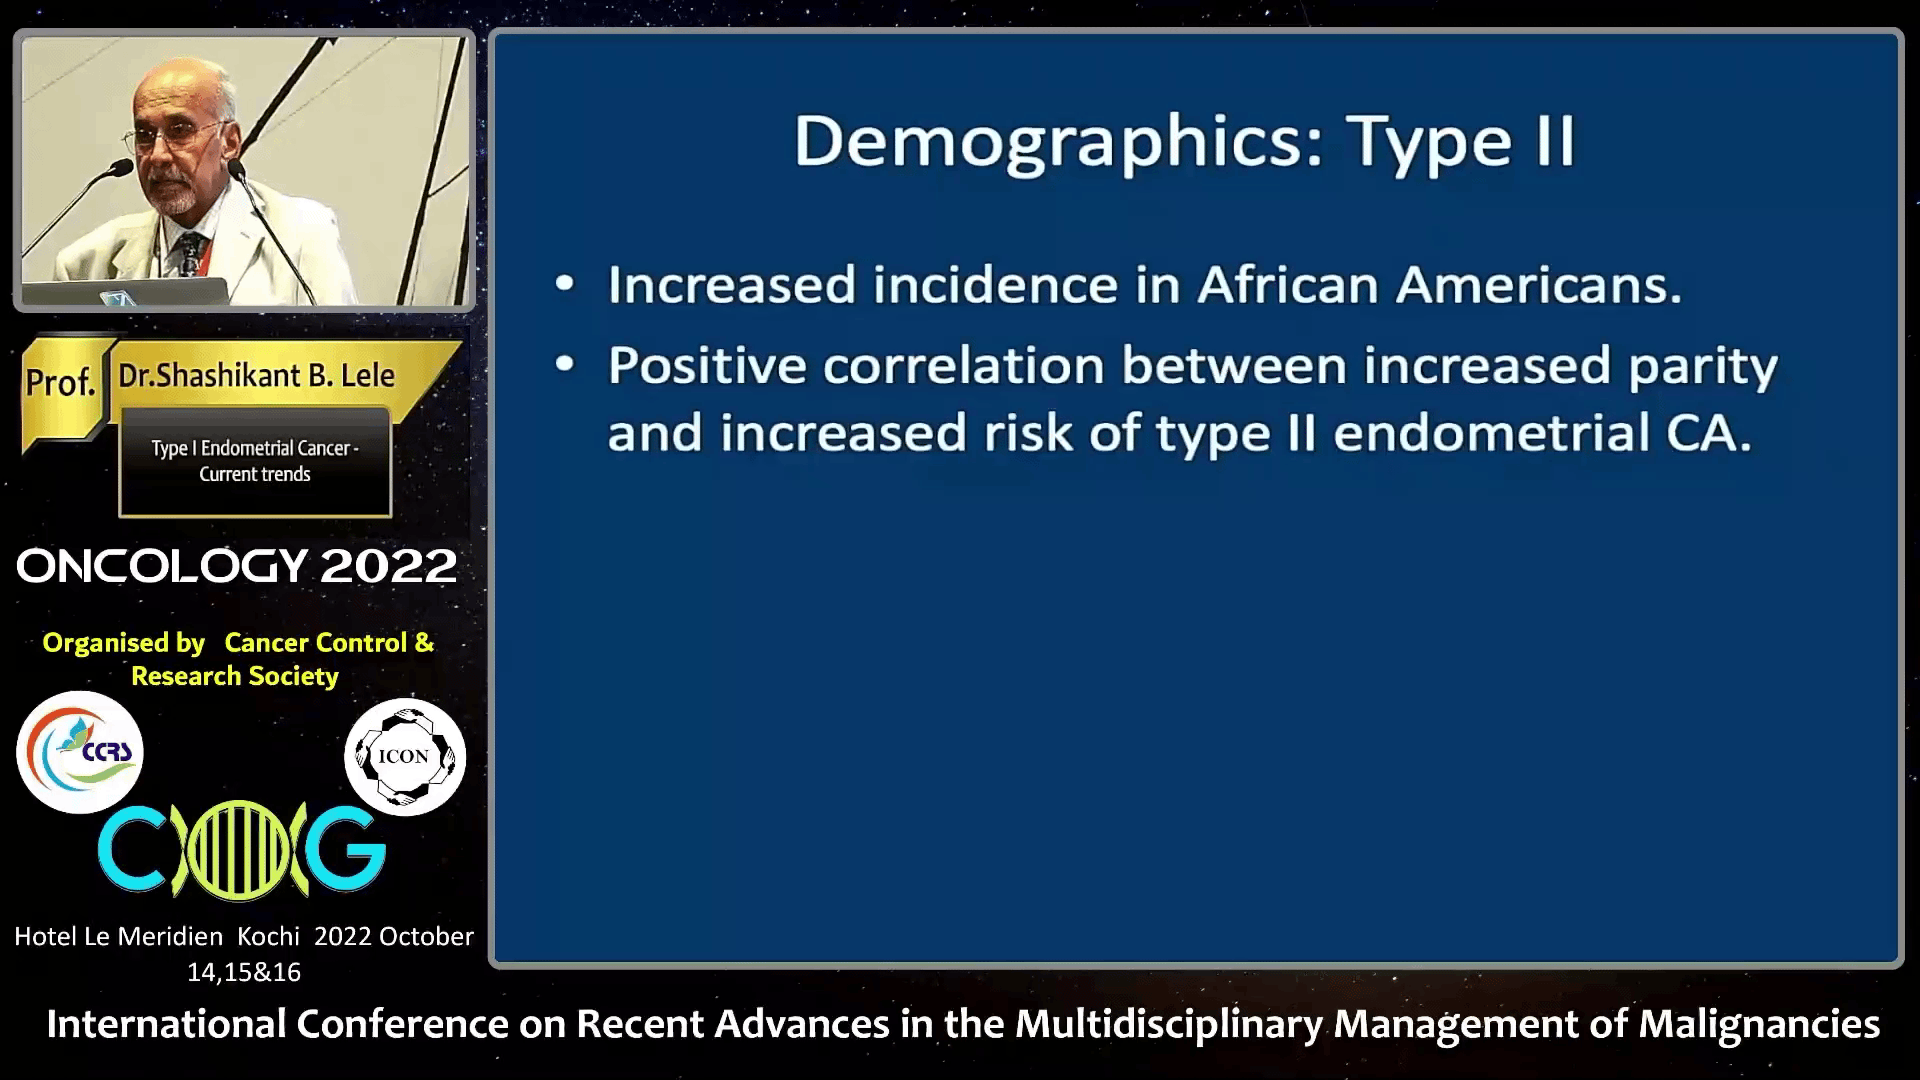 Prof.
Dr.Shashikant B. Lele
Type I Endometrial Cancer -
Current trends
ONCOLOGY 2022
Organised by Cancer Control &
Research Society
CCRS
ICON
COG
Hotel Le Meridien Kochi 2022 October
14,15&16
Demographics: Type II
• Increased incidence in African Americans.
• Positive correlation between increased parity
and increased risk of type II endometrial CA.
International Conference on Recent Advances in the Multidisciplinary Management of Malignancies